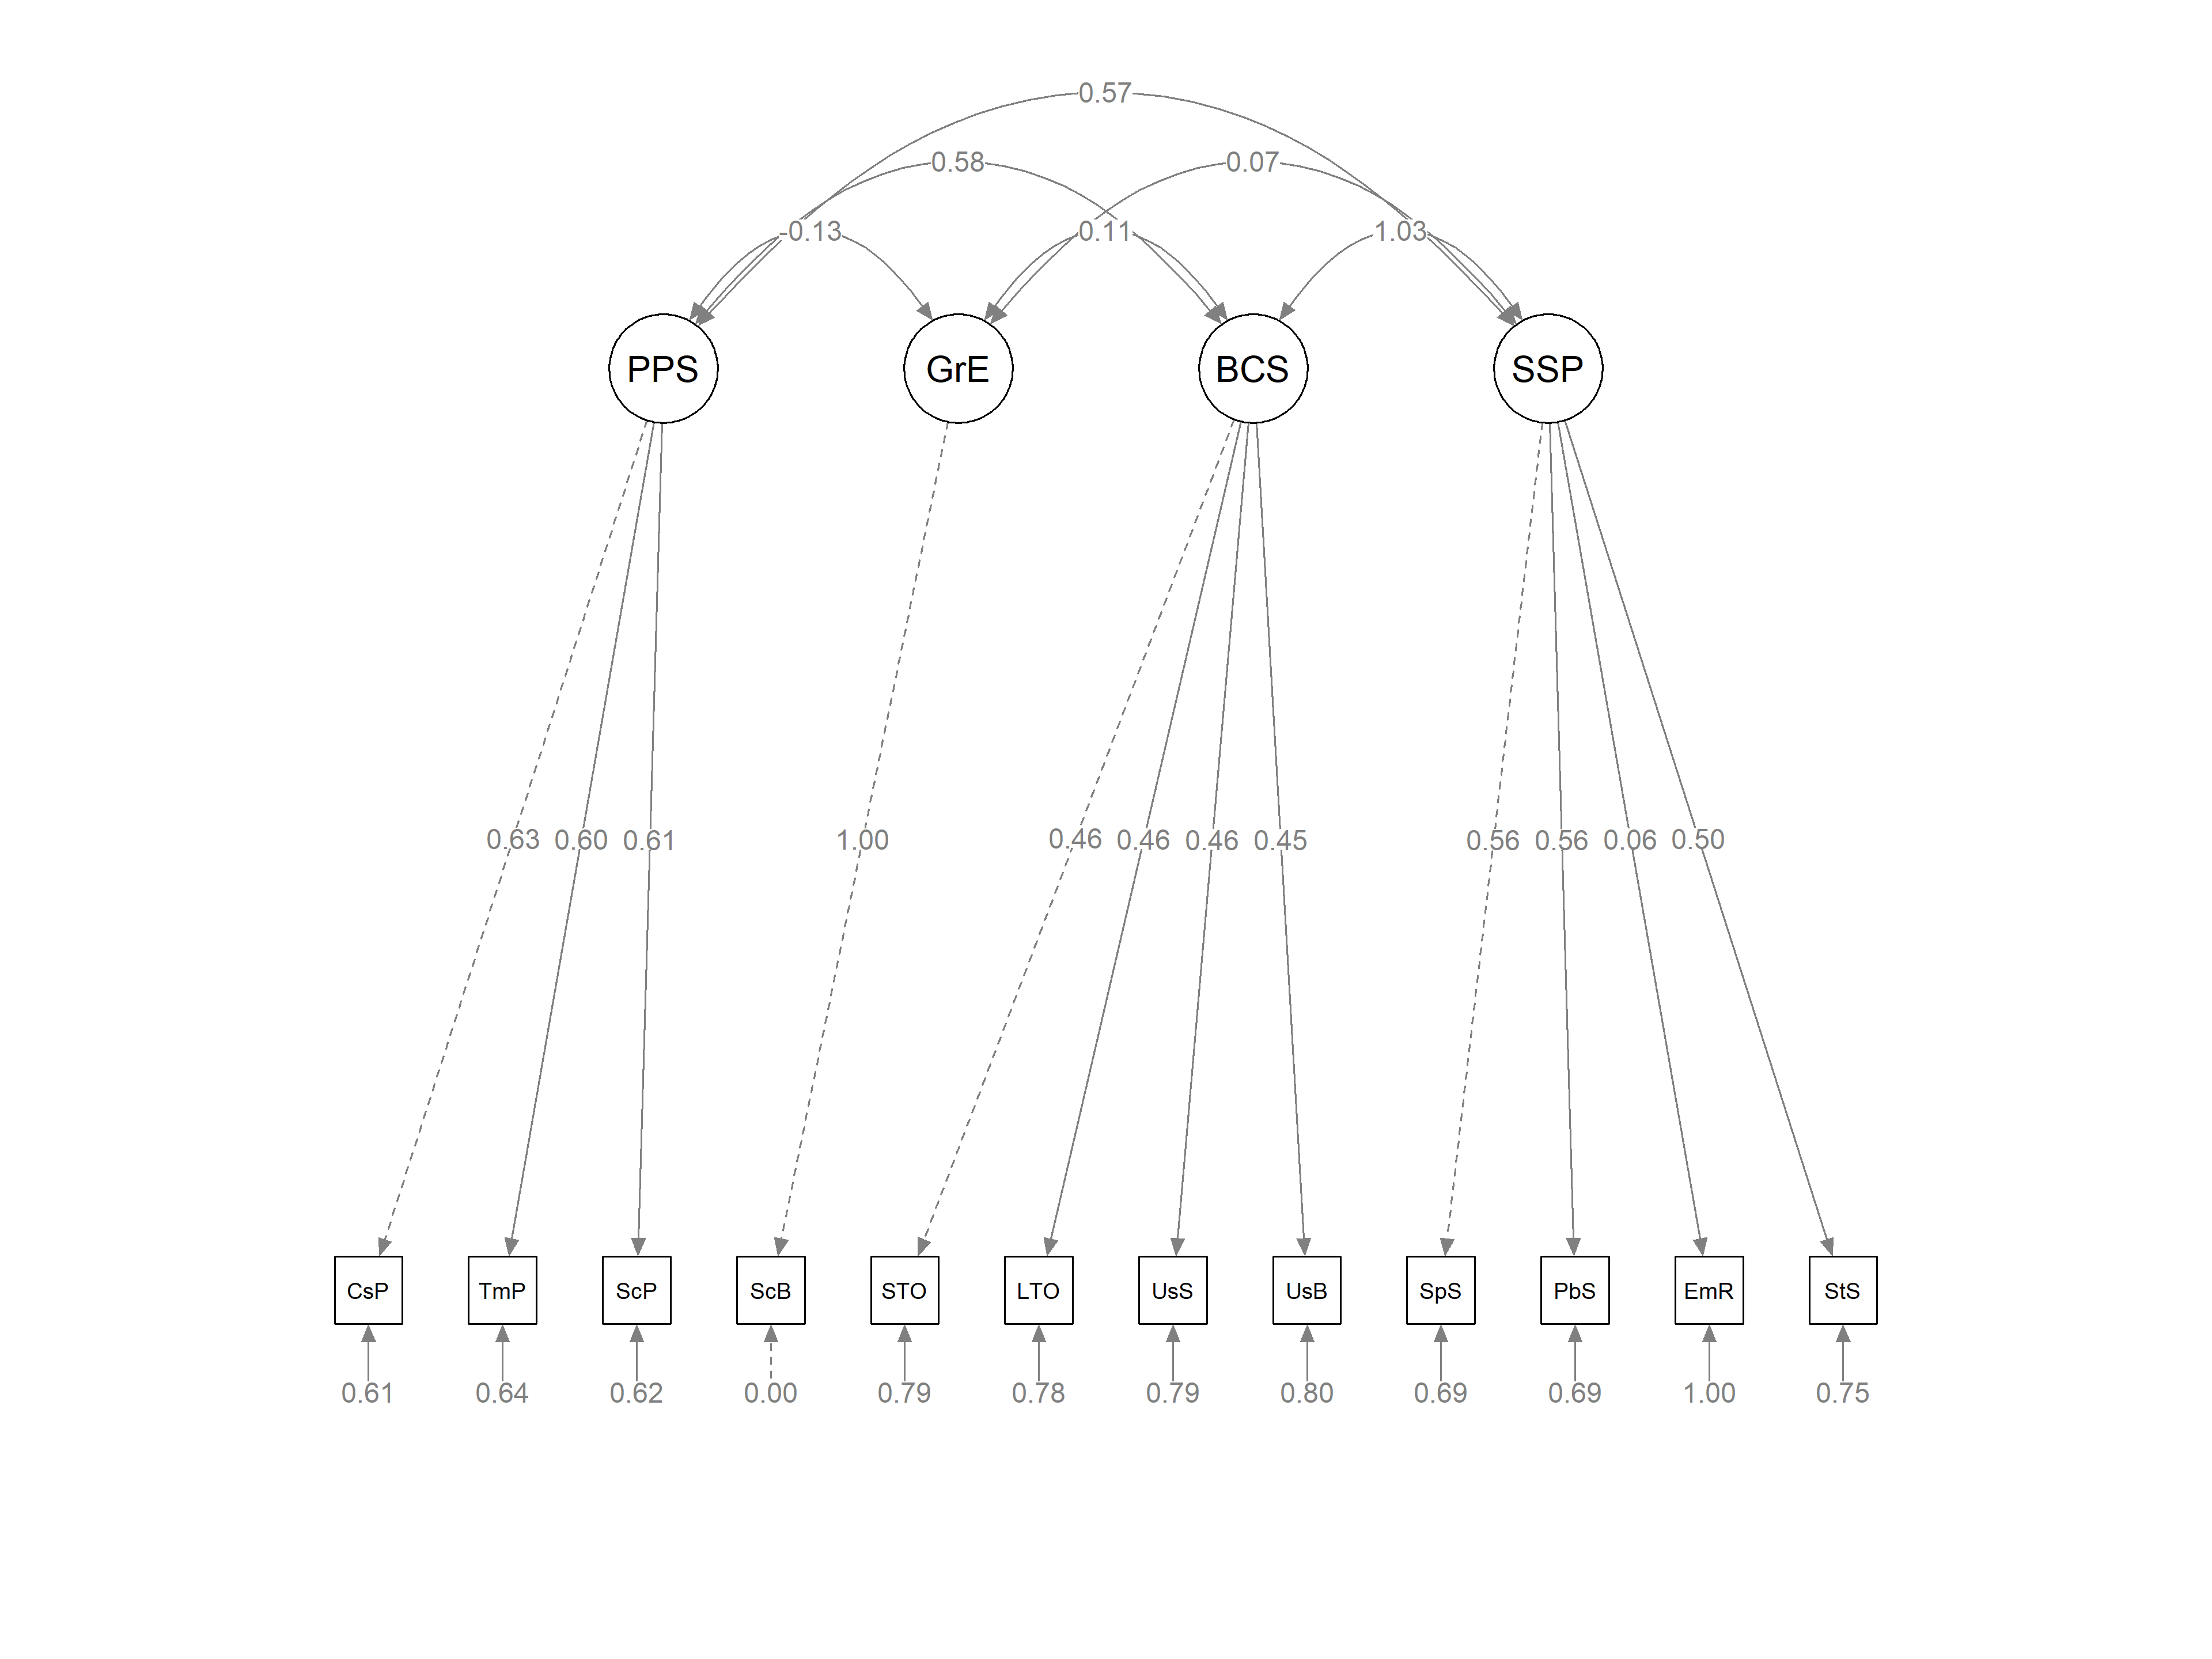 0.57
0.58 0.07
-0.13 0.11 1.03
PPS GrE BCS SSP
0.63 0.60 0.61 1.00 0.46 0.46 0.46 0.45 0.56 0.56 0.06 0.50
CsP TmP ScP ScB STO LTO UsS UsB SpS PbS EmR StS
0.61 0.64 0.62 0.00 0.79 0.78 0.79 0.80 0.69 0.69 1.00 0.75